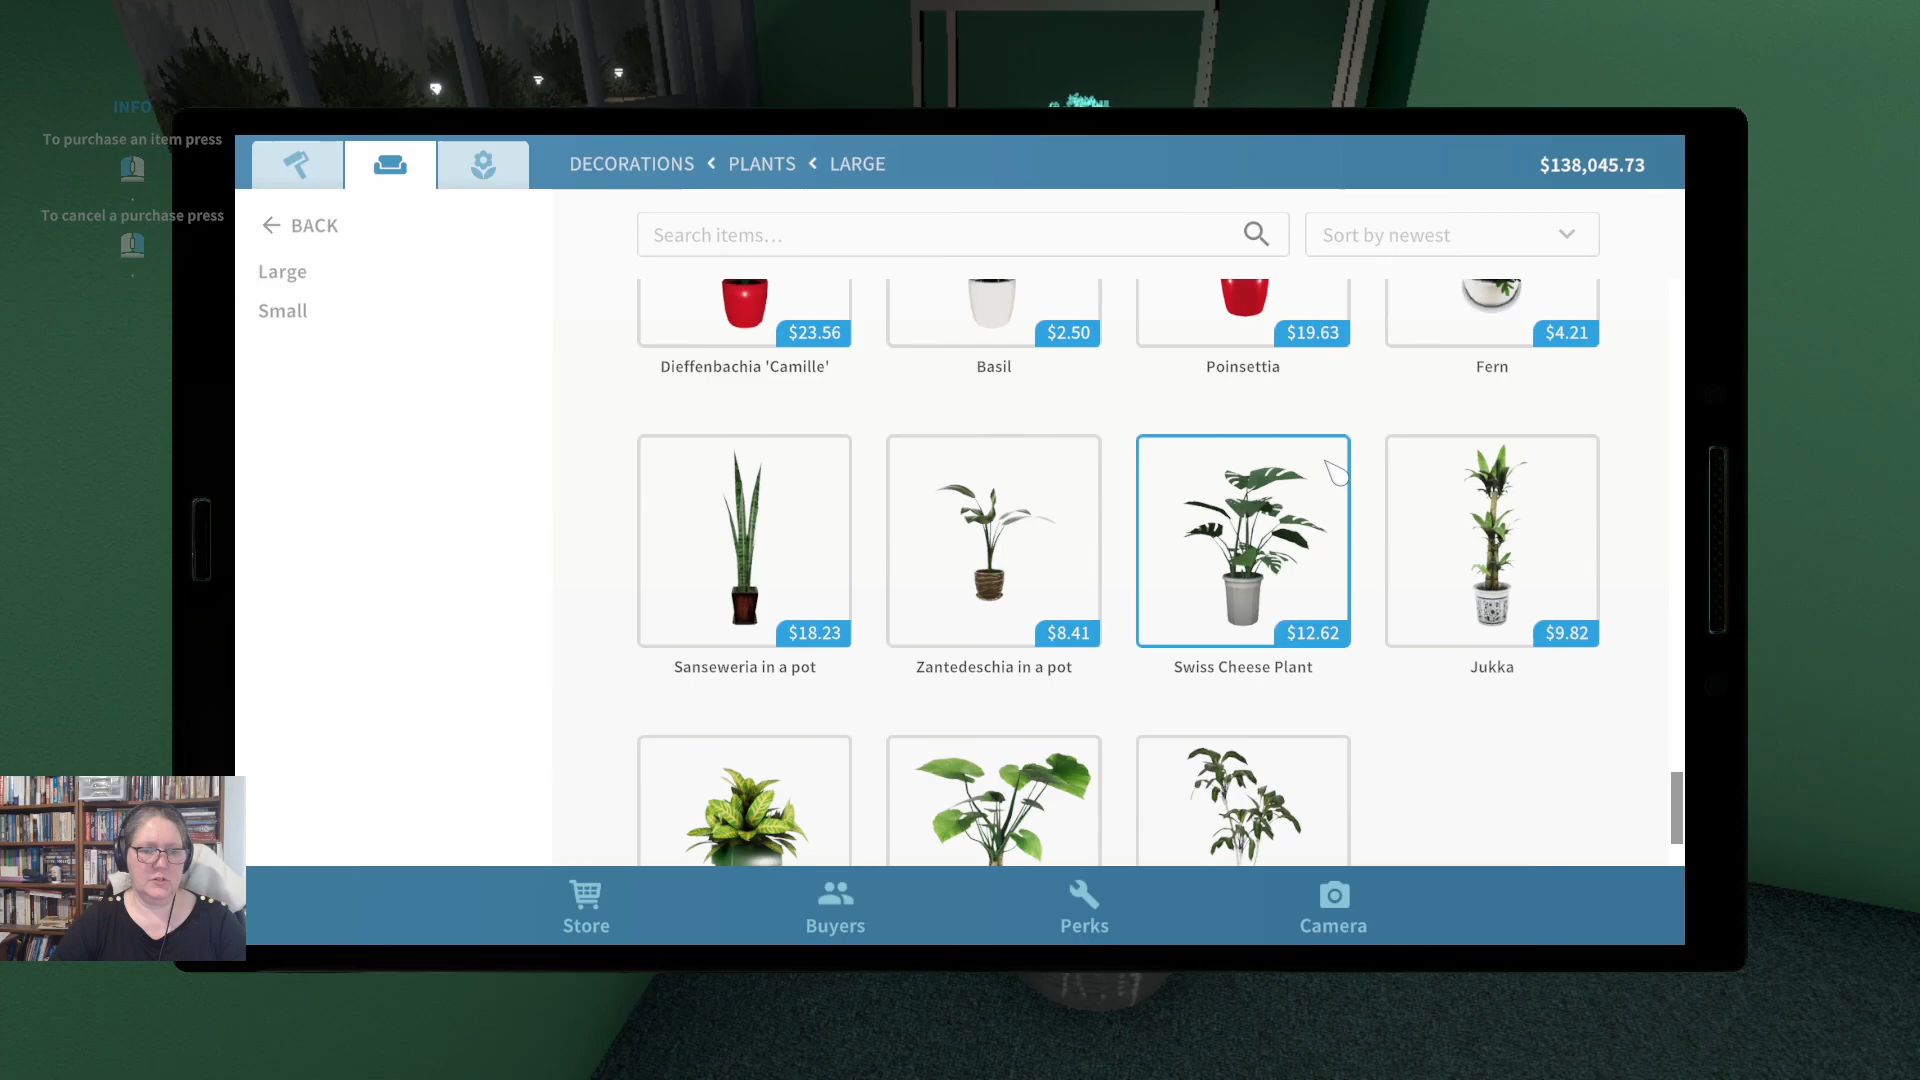 INFO
To purchase an item press
.
To cancel a purchase press
.
DECORATIONS < PLANTS < LARGE
$138,045.73
← BACK
Large
Small
Search items...
Sort by newest
$23.56
$2.50
$19.63
$4.21
Dieffenbachia 'Camille'
Basil
Poinsettia
Fern
$18.23
$8.41
$12.62
$9.82
Sanseweria in a pot
Zantedeschia in a pot
Swiss Cheese Plant
Jukka
Store
Buyers
Perks
Camera